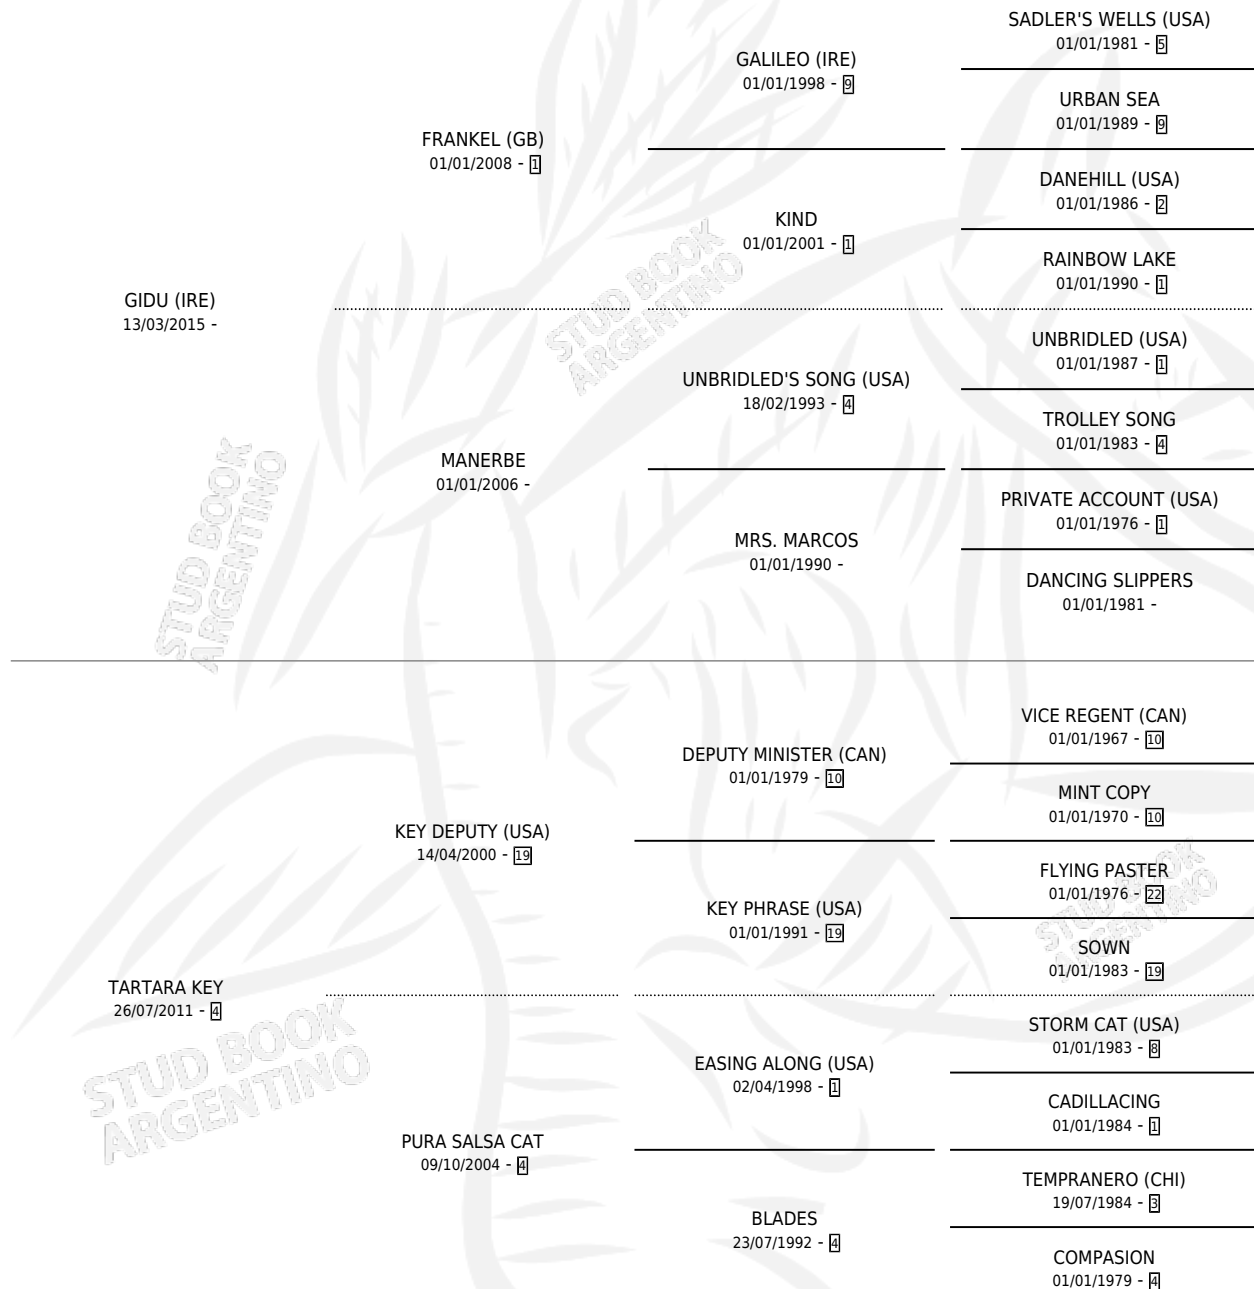 SADLER'S WELLS (USA)
01/01/1981 - 5
GALILEO (IRE)
01/01/1998 - 9
URBAN SEA
01/01/1989 - 9
FRANKEL (GB)
01/01/2008 - 1
DANEHILL (USA)
01/01/1986 - 2
KIND
01/01/2001 - 1
RAINBOW LAKE
01/01/1990 - 1
GIDU (IRE)
13/03/2015 -
UNBRIDLED (USA)
01/01/1987 - 1
UNBRIDLED'S SONG (USA)
18/02/1993 - 4
TROLLEY SONG
01/01/1983 - 4
MANERBE
01/01/2006 -
PRIVATE ACCOUNT (USA)
01/01/1976 - 1
MRS. MARCOS
01/01/1990 -
DANCING SLIPPERS
01/01/1981 -
VICE REGENT (CAN)
01/01/1967 - 10
DEPUTY MINISTER (CAN)
01/01/1979 - 10
MINT COPY
01/01/1970 - 10
KEY DEPUTY (USA)
14/04/2000 - 19
FLYING PASTER
01/01/1976 - 22
KEY PHRASE (USA)
01/01/1991 - 19
SOWN
01/01/1983 - 19
TARTARA KEY
26/07/2011 - 4
STORM CAT (USA)
01/01/1983 - 8
EASING ALONG (USA)
02/04/1998 - 1
CADILLACING
01/01/1984 - 1
PURA SALSA CAT
09/10/2004 - 4
TEMPRANERO (CHI)
19/07/1984 - 3
BLADES
23/07/1992 - 4
COMPASION
01/01/1979 - 4
STUD BOOK
ARGENTINO
STUD BOOK
ARGENTINO
STUD BOOK
ARGENTINO
STUD BOOK
ARGENTINO